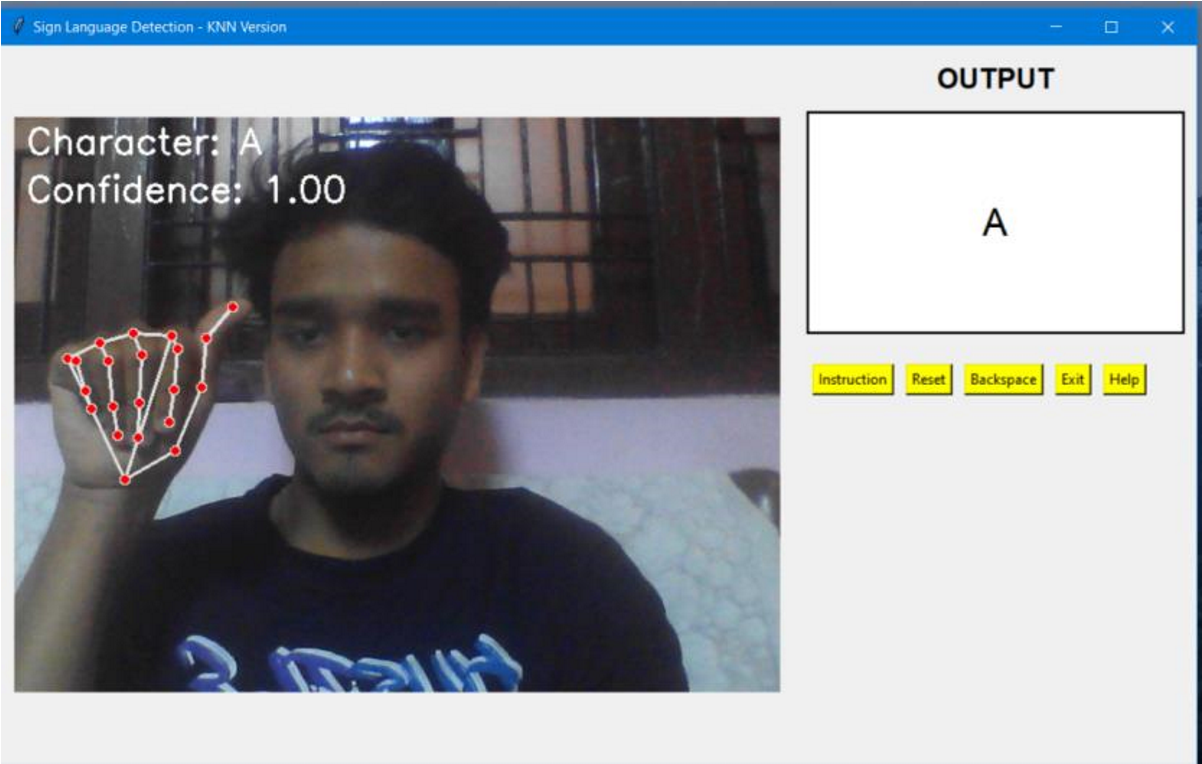 Sign Language Detection - KNN Version
OUTPUT
Character: A
Confidence: 1.00
A
Instruction
Reset
Backspace
Exit
Help